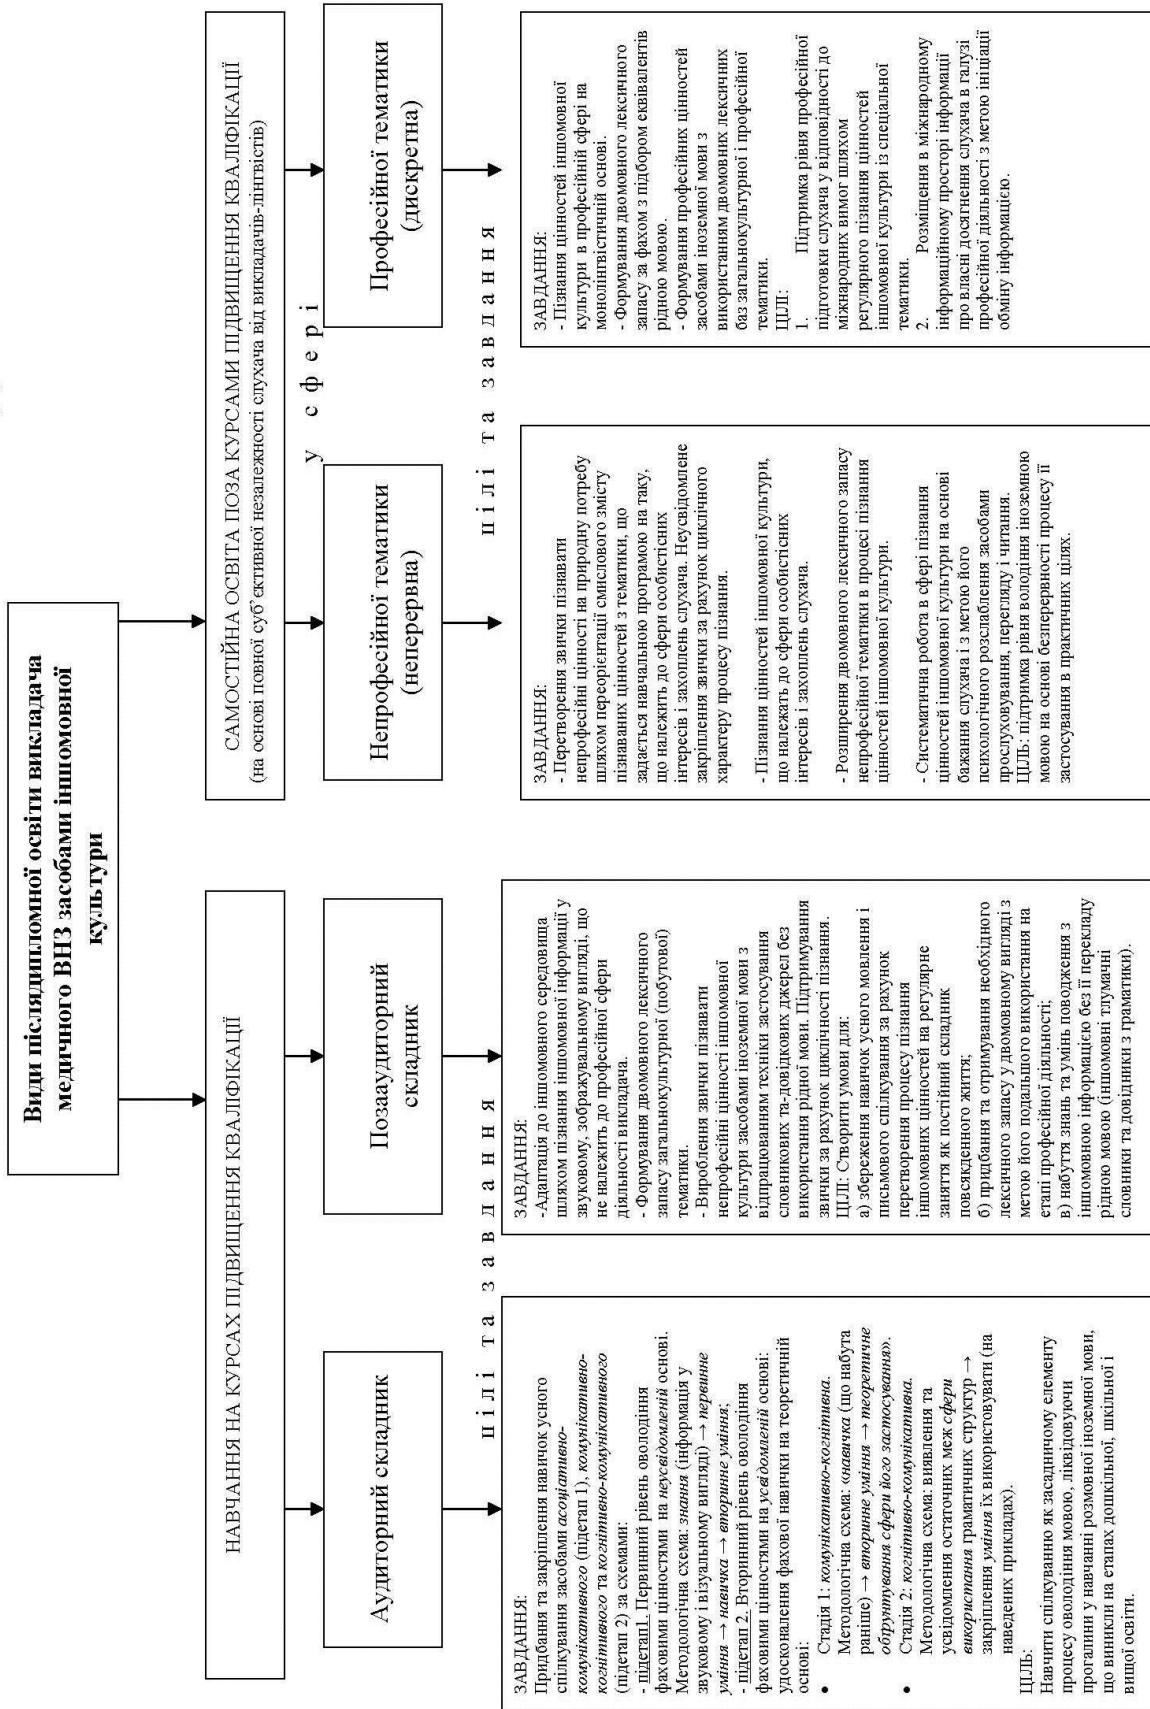 Види післядипломної освіти викладача
медичного ВНЗ засобами іншомовної
культури
НАВЧАННЯ НА КУРСАХ ПІДВИЩЕННЯ КВАЛІФІКАЦІЇ
САМОСТІЙНА ОСВІТА ПОЗА КУРСАМИ ПІДВИЩЕННЯ КВАЛІФІКАЦІЇ
(на основі повної суб'єктивної незалежності слухача від викладачів-лінгвістів)
у сфері
Аудиторний складник
Позааудиторний
складник
Непрофесійної тематики
(неперервна)
Професійної тематики
(дискретна)
цілі та завдання
цілі та завдання
ЗАВДАННЯ:
Придбання та закріплення навичок усного
спілкування засобами асоціативно-
комунікативного (підетап 1), комунікативно-
когнітивного та когнітивно-комунікативного
(підетап 2) за схемами:
- підетап1. Первинний рівень оволодіння
фаховими цінностями на неусвідомленій основі.
Методологічна схема: знання (інформація у
звуковому і візуальному вигляді) → первинне
уміння → навичка → вторинне уміння;
- підетап 2. Вторинний рівень оволодіння
фаховими цінностями на усвідомленій основі:
удосконалення фахової навички на теоретичній
основі:
• Стадія 1: комунікативно-когнітивна.
Методологічна схема: «навичка (що набута
раніше) → вторинне уміння → теоретичне
обґрунтування сфери його застосування».
• Стадія 2: когнітивно-комунікативна.
Методологічна схема: виявлення та
усвідомлення остаточних меж сфери
використання граматичних структур →
закріплення уміння їх використовувати (на
наведених прикладах).
ЦІЛЬ:
Навчити спілкуванню як засадничому елементу
процесу оволодіння мовою, ліквідовуючи
прогалини у навчанні розмовної іноземної мови,
що виникли на етапах дошкільної, шкільної і
вищої освіти.
ЗАВДАННЯ:
-Адаптація до іншомовного середовища
шляхом пізнання іншомовної інформації у
звуковому, зображувальному вигляді, що
не належить до професійної сфери
діяльності викладача.
- Формування двомовного лексичного
запасу загальнокультурної (побутової)
тематики.
- Вироблення звички пізнавати
непрофесійні цінності іншомовної
культури засобами іноземної мови з
відпрацюванням техніки застосування
словникових та-довідкових джерел без
використання рідної мови. Підтримування
звички за рахунок циклічності пізнання.
ЦІЛІ: Створити умови для:
а) збереження навичок усного мовлення і
письмового спілкування за рахунок
перетворення процесу пізнання
іншомовних цінностей на регулярне
заняття як постійний складник
повсякденного життя;
б) придбання та отримування необхідного
лексичного запасу у двомовному вигляді з
метою його подальшого використання на
етапі професійної діяльності;
в) набуття знань та умінь поводження з
іншомовною інформацією без її перекладу
рідною мовою (іншомовні тлумачні
словники та довідники з граматики).
ЗАВДАННЯ:
- Перетворення звички пізнавати
непрофесійні цінності на природну потребу
шляхом переорієнтації смислового змісту
пізнаваних цінностей з тематики, що
задається навчальною програмою на таку,
що належить до сфери особистісних
інтересів і захоплень слухача. Неусвідомлене
закріплення звички за рахунок циклічного
характеру процесу пізнання.
- Пізнання цінностей іншомовної культури,
що належать до сфери особистісних
інтересів і захоплень слухача.
- Розширення двомовного лексичного запасу
непрофесійної тематики в процесі пізнання
цінностей іншомовної культури.
- Систематична робота в сфері пізнання
цінностей іншомовної культури на основі
бажання слухача і з метою його
психологічного розслаблення засобами
прослуховування, перегляду і читання.
ЦІЛЬ: підтримка рівня володіння іноземною
мовою на основі безперервності процесу її
застосування в практичних цілях.
ЗАВДАННЯ:
- Пізнання цінностей іншомовної
культури в професійній сфері на
монолінгвістичній основі.
- Формування двомовного лексичного
запасу за фахом з підбором еквівалентів
рідною мовою.
- Формування професійних цінностей
засобами іноземної мови з
використанням двомовних лексичних
баз загальнокультурної і професійної
тематики.
ЦІЛІ:
1. Підтримка рівня професійної
підготовки слухача у відповідності до
міжнародних вимог шляхом
регулярного пізнання цінностей
іншомовної культури із спеціальної
тематики.
2. Розміщення в міжнародному
інформаційному просторі інформації
про власні досягнення слухача в галузі
професійної діяльності з метою ініціації
обміну інформацією.